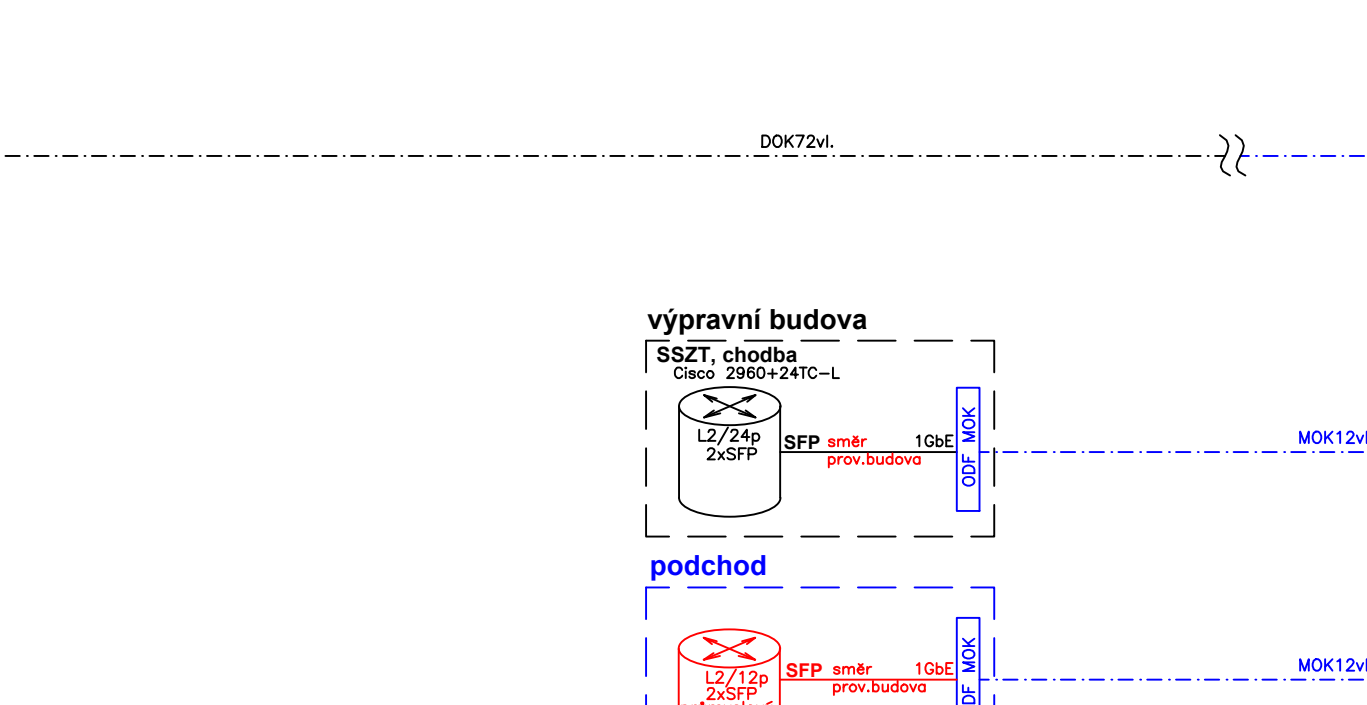 DOK72vl.
výpravní budova
SSZT, chodba
Cisco 2960+24TC-L
L2/24p
2xSFP
SFP směr 1GbE
prov.budova
ODF MOK
MOK12vl
podchod
L2/12p
2xSFP
SFP směr 1GbE
prov.budova
DF MOK
MOK12vl